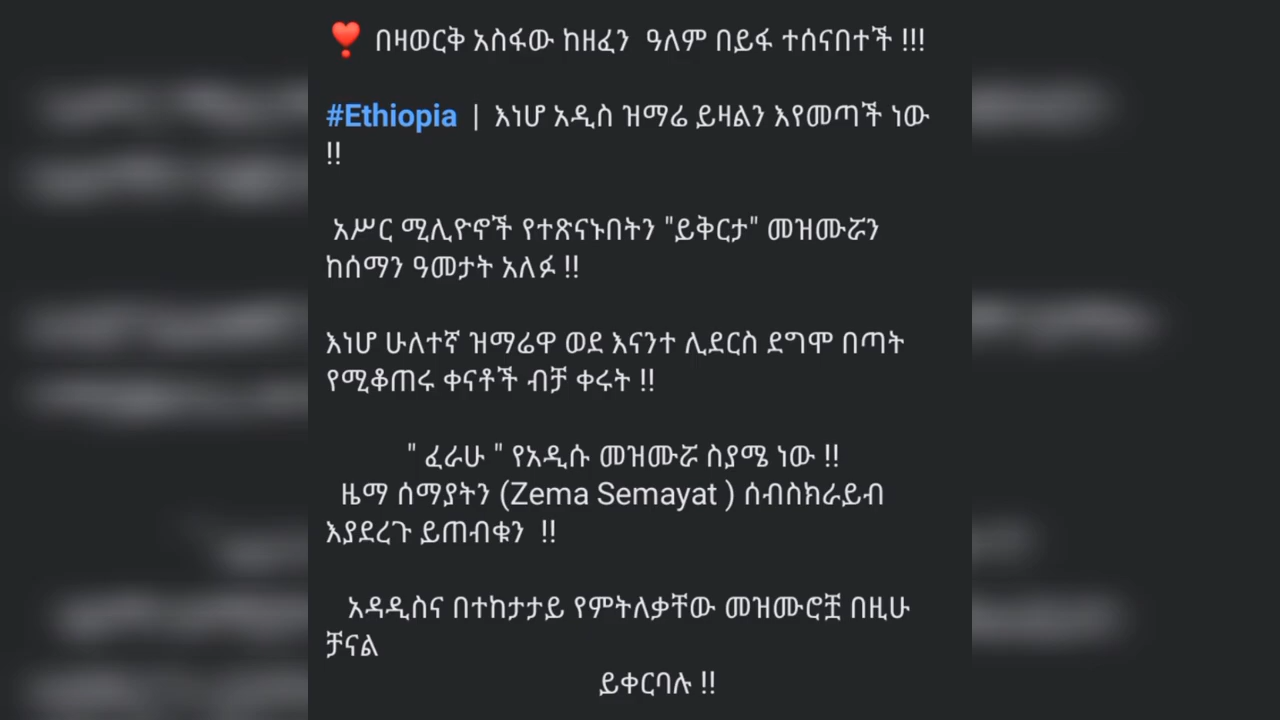 ❣️ በዛወርቅ አስፋው ከዘፈን ዓለም በይፋ ተሰናበተች !!!
#Ethiopia | እነሆ አዲስ ዝማሬ ይዛልን እየመጣች ነው
!!
አሥር ሚሊዮኖች የተጽናኑበትን "ይቅርታ" መዝሙሯን
ከሰማን ዓመታት አለፉ !!
እነሆ ሁለተኛ ዝማሬዋ ወደ እናንተ ሊደርስ ደግሞ በጣት
የሚቆጠሩ ቀናቶች ብቻ ቀሩት !!
" ፈራሁ " የአዲሱ መዝሙሯ ስያሜ ነው !!
ዜማ ሰማያትን (Zema Semayat ) ሰብስክራይብ
እያደረጉ ይጠብቁን !!
አዳዲስና በተከታታይ የምትለቃቸው መዝሙሮቿ በዚሁ
ቻናል
ይቀርባሉ !!